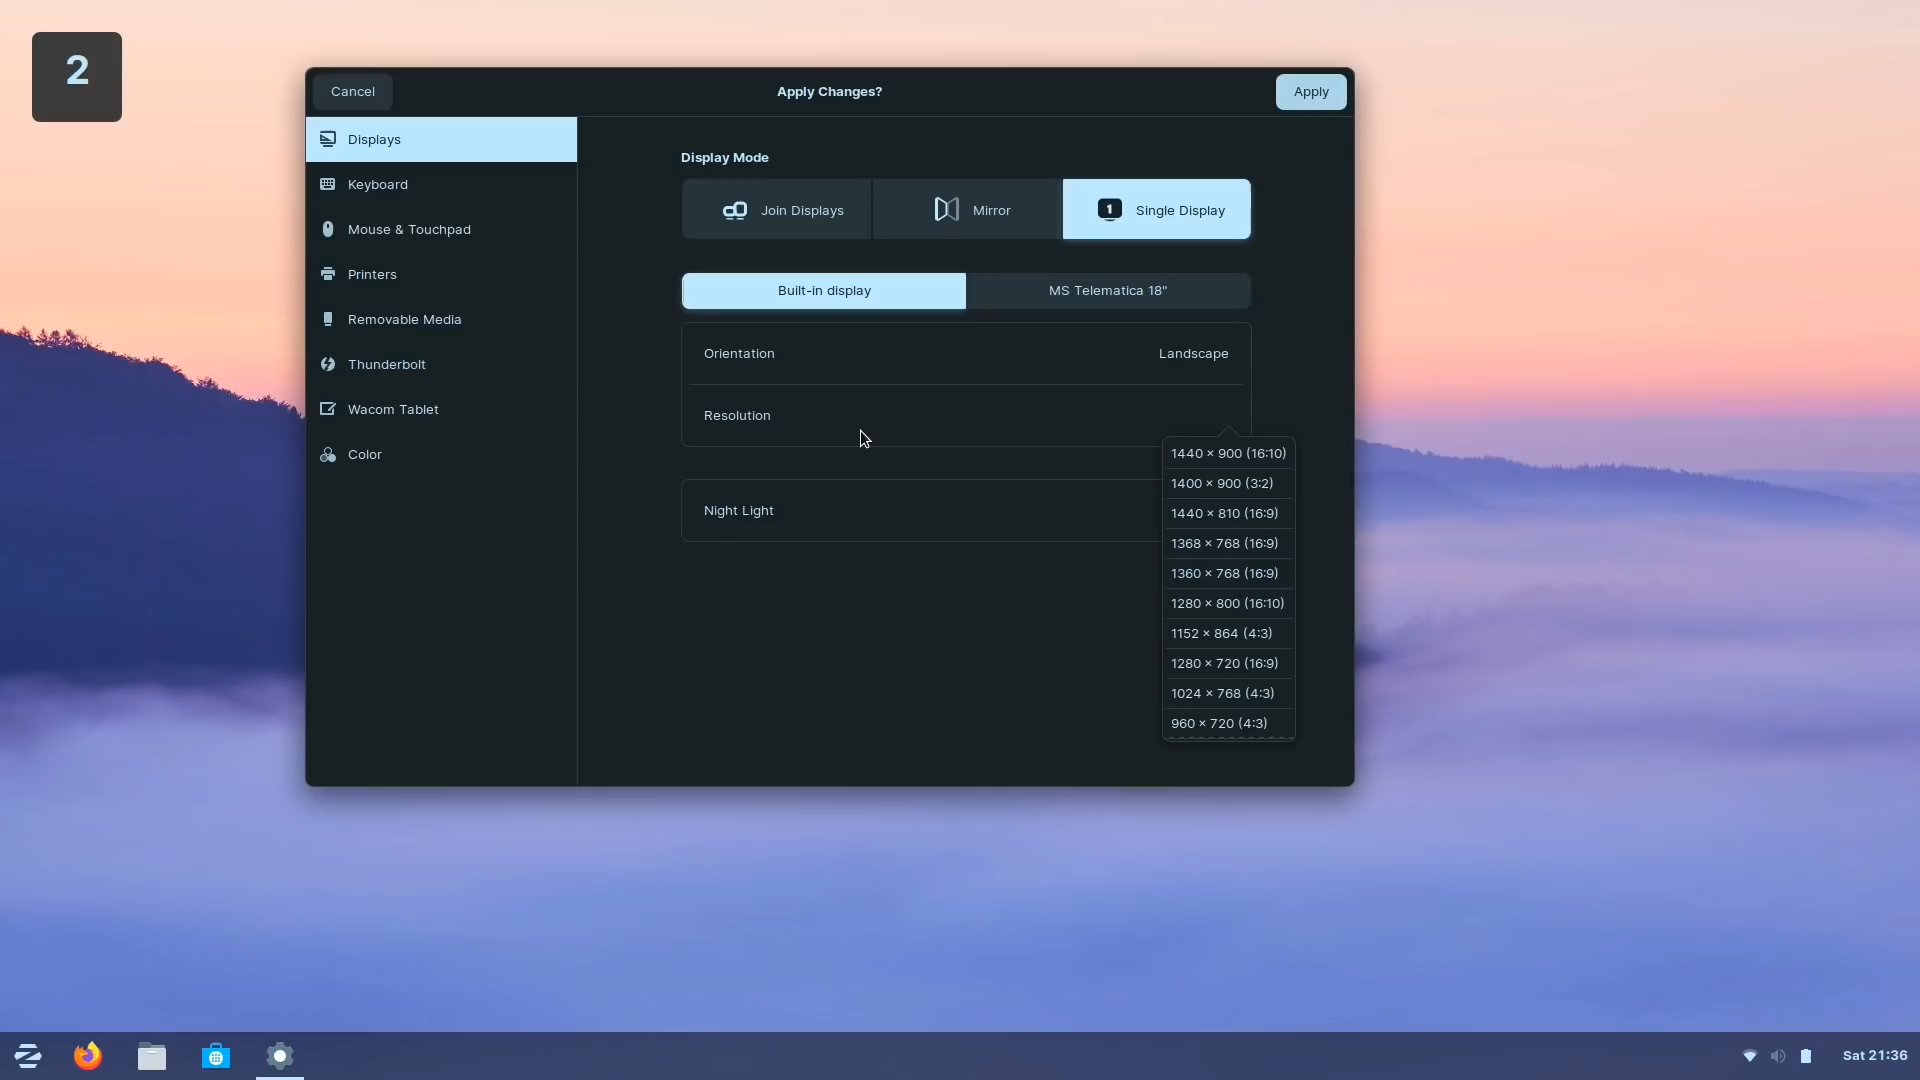 2
Cancel
Apply Changes?
Apply
Displays
Keyboard
Mouse & Touchpad
Printers
Removable Media
Thunderbolt
Wacom Tablet
Color
Display Mode
Join Displays
Mirror
1
Single Display
Built-in display
MS Telematica 18"
Orientation
Landscape
Resolution
Night Light
1440 × 900 (16:10)
1400 × 900 (3:2)
1440 × 810 (16:9)
1368 × 768 (16:9)
1360 × 768 (16:9)
1280 × 800 (16:10)
1152 × 864 (4:3)
1280 × 720 (16:9)
1024 × 768 (4:3)
960 × 720 (4:3)
Sat 21:36